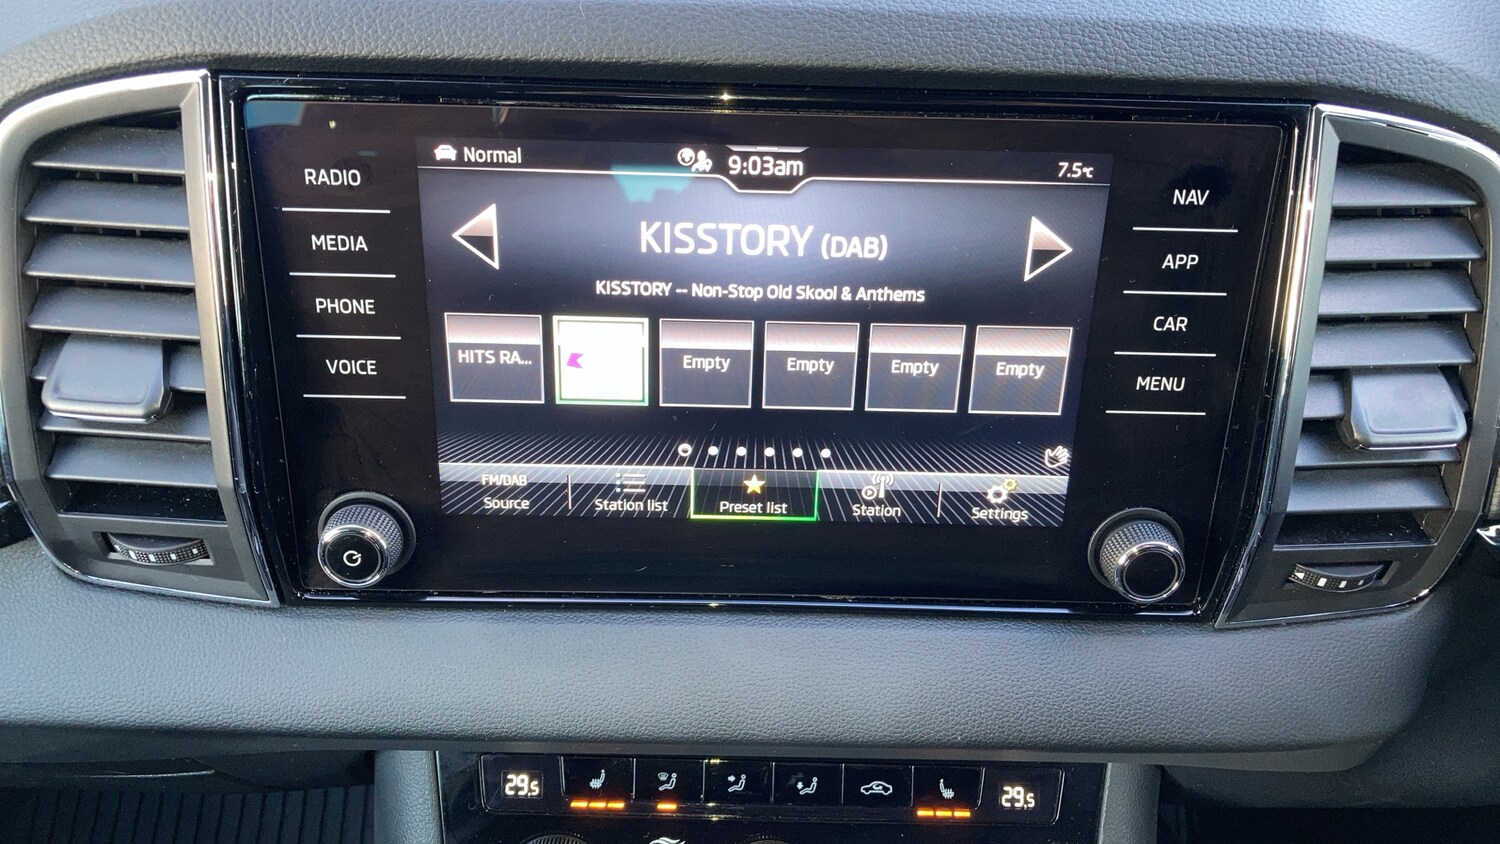 Normal
9:03am
7.5°C
RADIO
MEDIA
PHONE
VOICE
NAV
APP
CAR
MENU
KISSTORY (DAB)
KISSTORY -- Non-Stop Old Skool & Anthems
HITS RA...
Empty
Empty
Empty
Empty
FM/DAB
Source
Station list
Preset list
Station
Settings
29.5
29.5